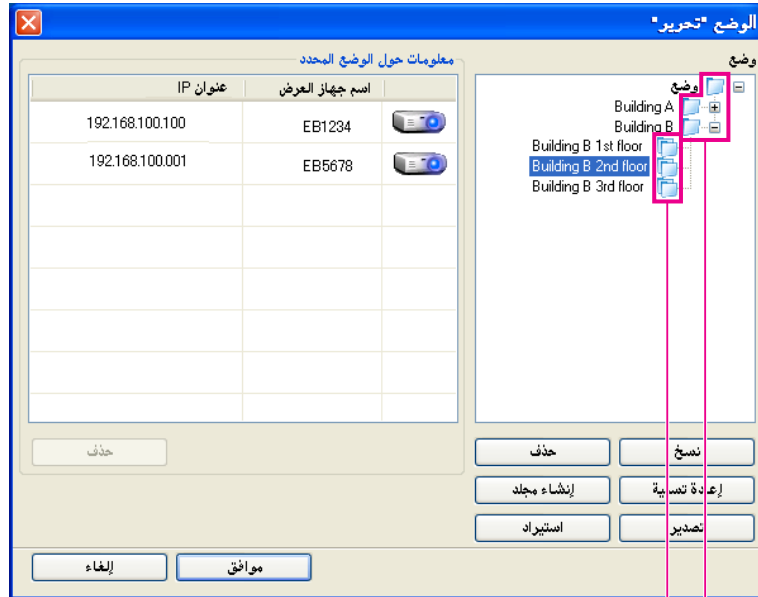 الوضع "تحرير"
وضع
وضع
Building A
Building B
Building B 1st floor
Building B 2nd floor
Building B 3rd floor
معلومات حول الوضع المحدد
اسم جهاز العرض عنوان IP
EB1234 192.168.100.100
EB5678 192.168.100.001
نسخ حذف
إعادة تسمية إنشاء مجلد
تصدير استيراد
حذف
موافق إلغاء